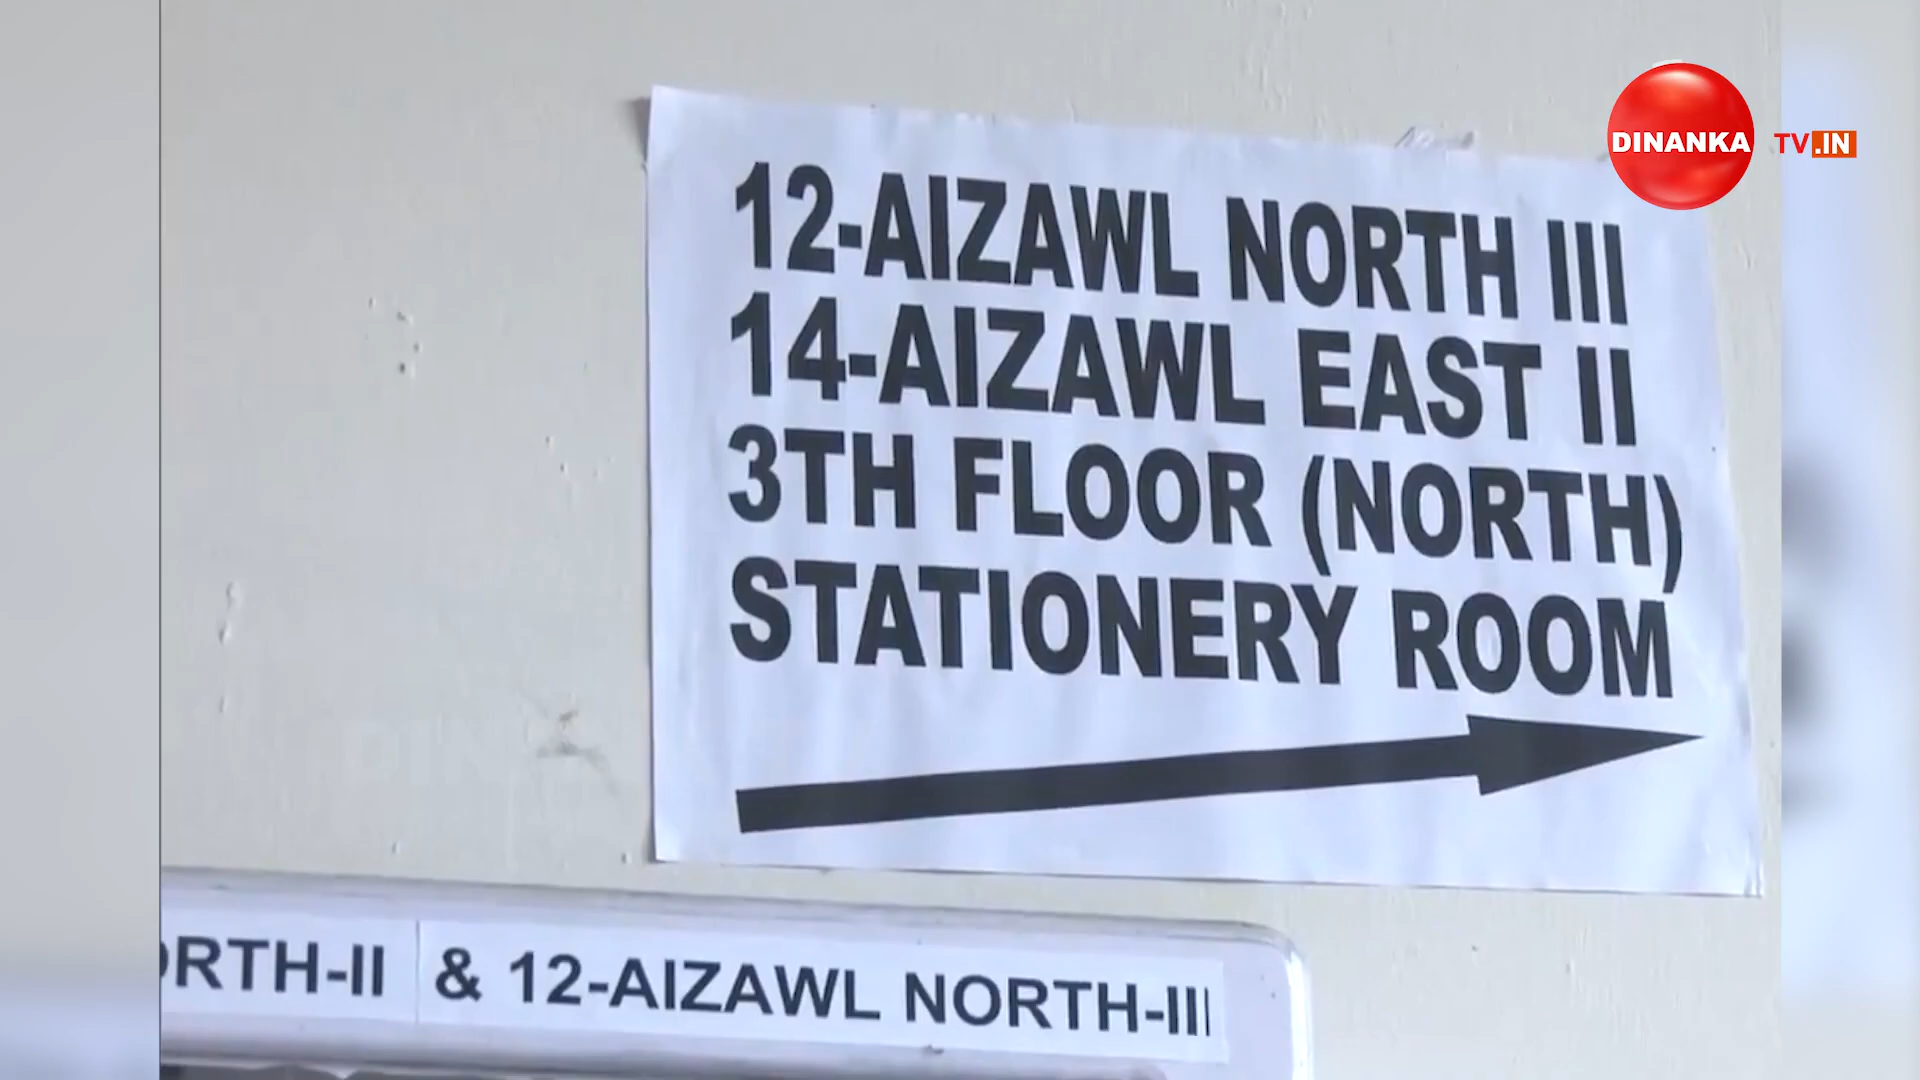 DINANKA TV.IN
12-AIZAWL NORTH III
14-AIZAWL EAST II
3TH FLOOR (NORTH)
STATIONERY ROOM
ORTH-II & 12-AIZAWL NORTH-III